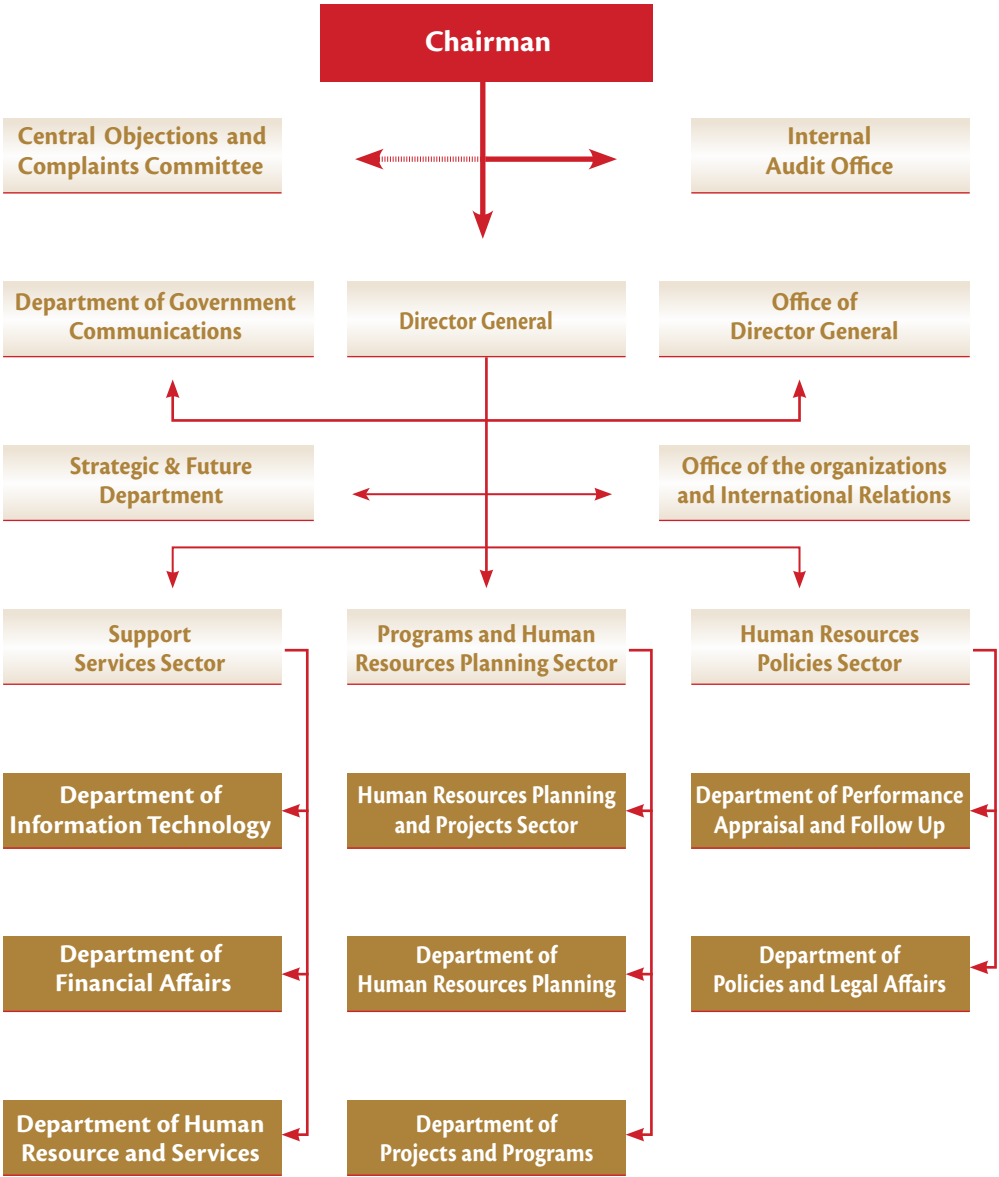 Chairman
Central Objections and
Complaints Committee
Internal
Audit Office
Department of Government
Communications
Director General
Office of
Director General
Strategic & Future
Department
Office of the organizations
and International Relations
Support
Services Sector
Programs and Human
Resources Planning Sector
Human Resources
Policies Sector
Department of
Information Technology
Human Resources Planning
and Projects Sector
Department of Performance
Appraisal and Follow Up
Department of
Financial Affairs
Department of
Human Resources Planning
Department of
Policies and Legal Affairs
Department of Human
Resource and Services
Department of
Projects and Programs